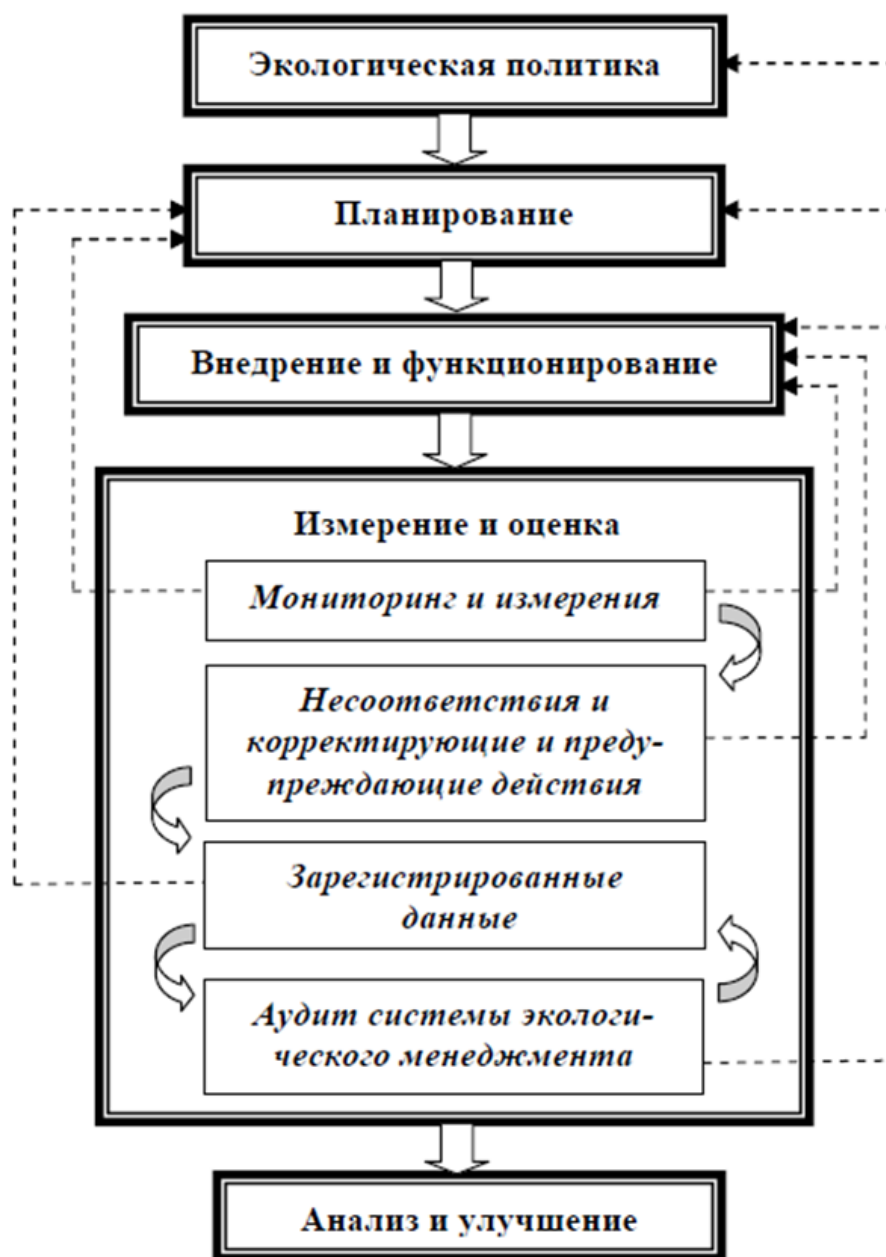 Экологическая политика
Планирование
Внедрение и функционирование
Измерение и оценка
Мониторинг и измерения
Несоответствия и
корректирующие и преду-
преждающие действия
Зарегистрированные
данные
Аудит системы экологи-
ческого менеджмента
Анализ и улучшение